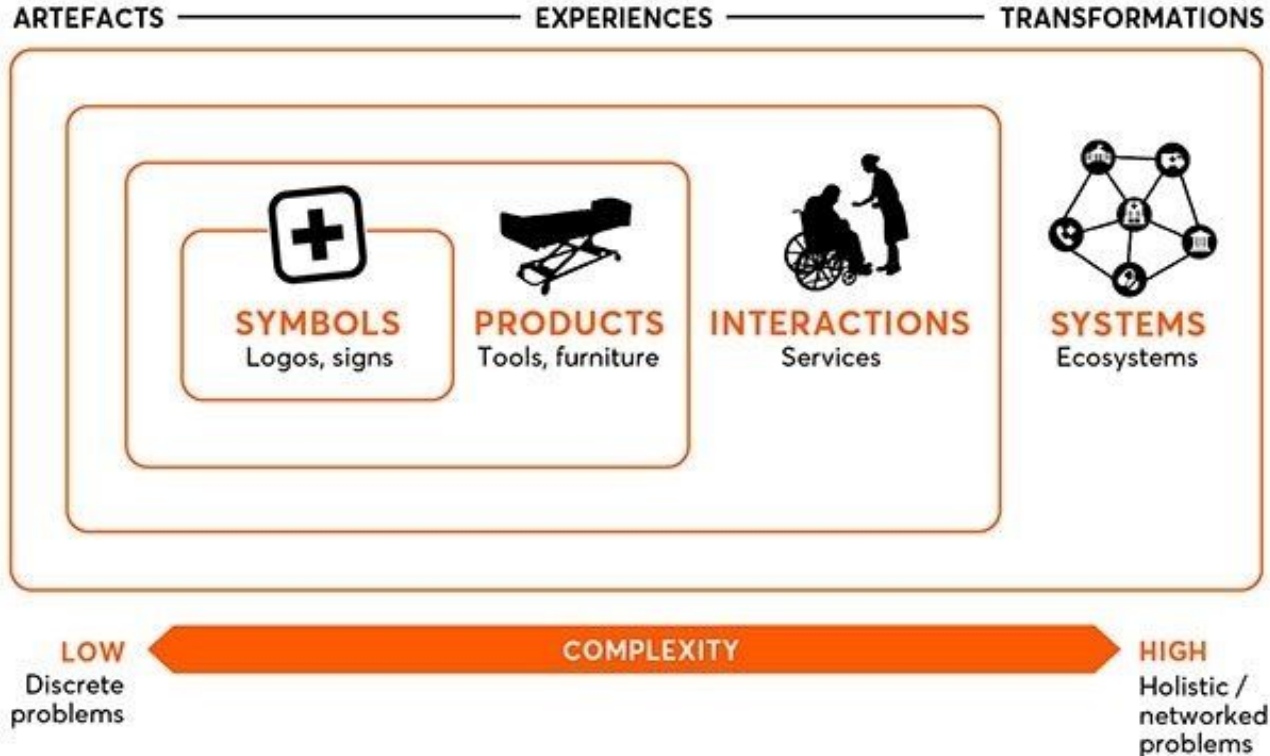 ARTEFACTS EXPERIENCES TRANSFORMATIONS
SYMBOLS
Logos, signs
PRODUCTS
Tools, furniture
INTERACTIONS
Services
SYSTEMS
Ecosystems
COMPLEXITY
LOW
Discrete
problems
HIGH
Holistic /
networked
problems